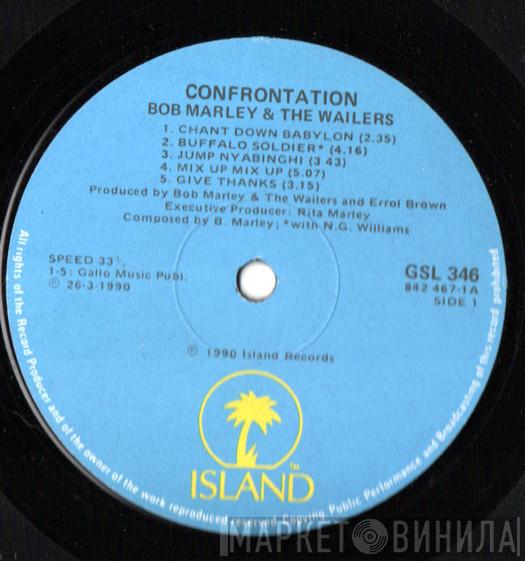 CONFRONTATION
BOB MARLEY & THE WAILERS
1. CHANT DOWN BABYLON (2.35)
2. BUFFALO SOLDIER* (4.16)
3. JUMP NYABINGHI (3 43)
4. MIX UP MIX UP (5.07)
5. GIVE THANKS (3.15)
Produced by Bob Marley & The Wailers and Errol Brown
Executive Producer: Rita Marley
Composed by B. Marley; *with N.G. Williams
SPEED 33⅓
1-5: Gallo Music Publ.
℗ 26-3-1990
GSL 346
842 467-1A
SIDE 1
℗ 1990 Island Records
ISLAND™
All rights of the Record Producer and of the owner of the work reproduced reserved Copying Public Performance and Broadcasting of this record prohibited
МАРКЕТ ВИНИЛА